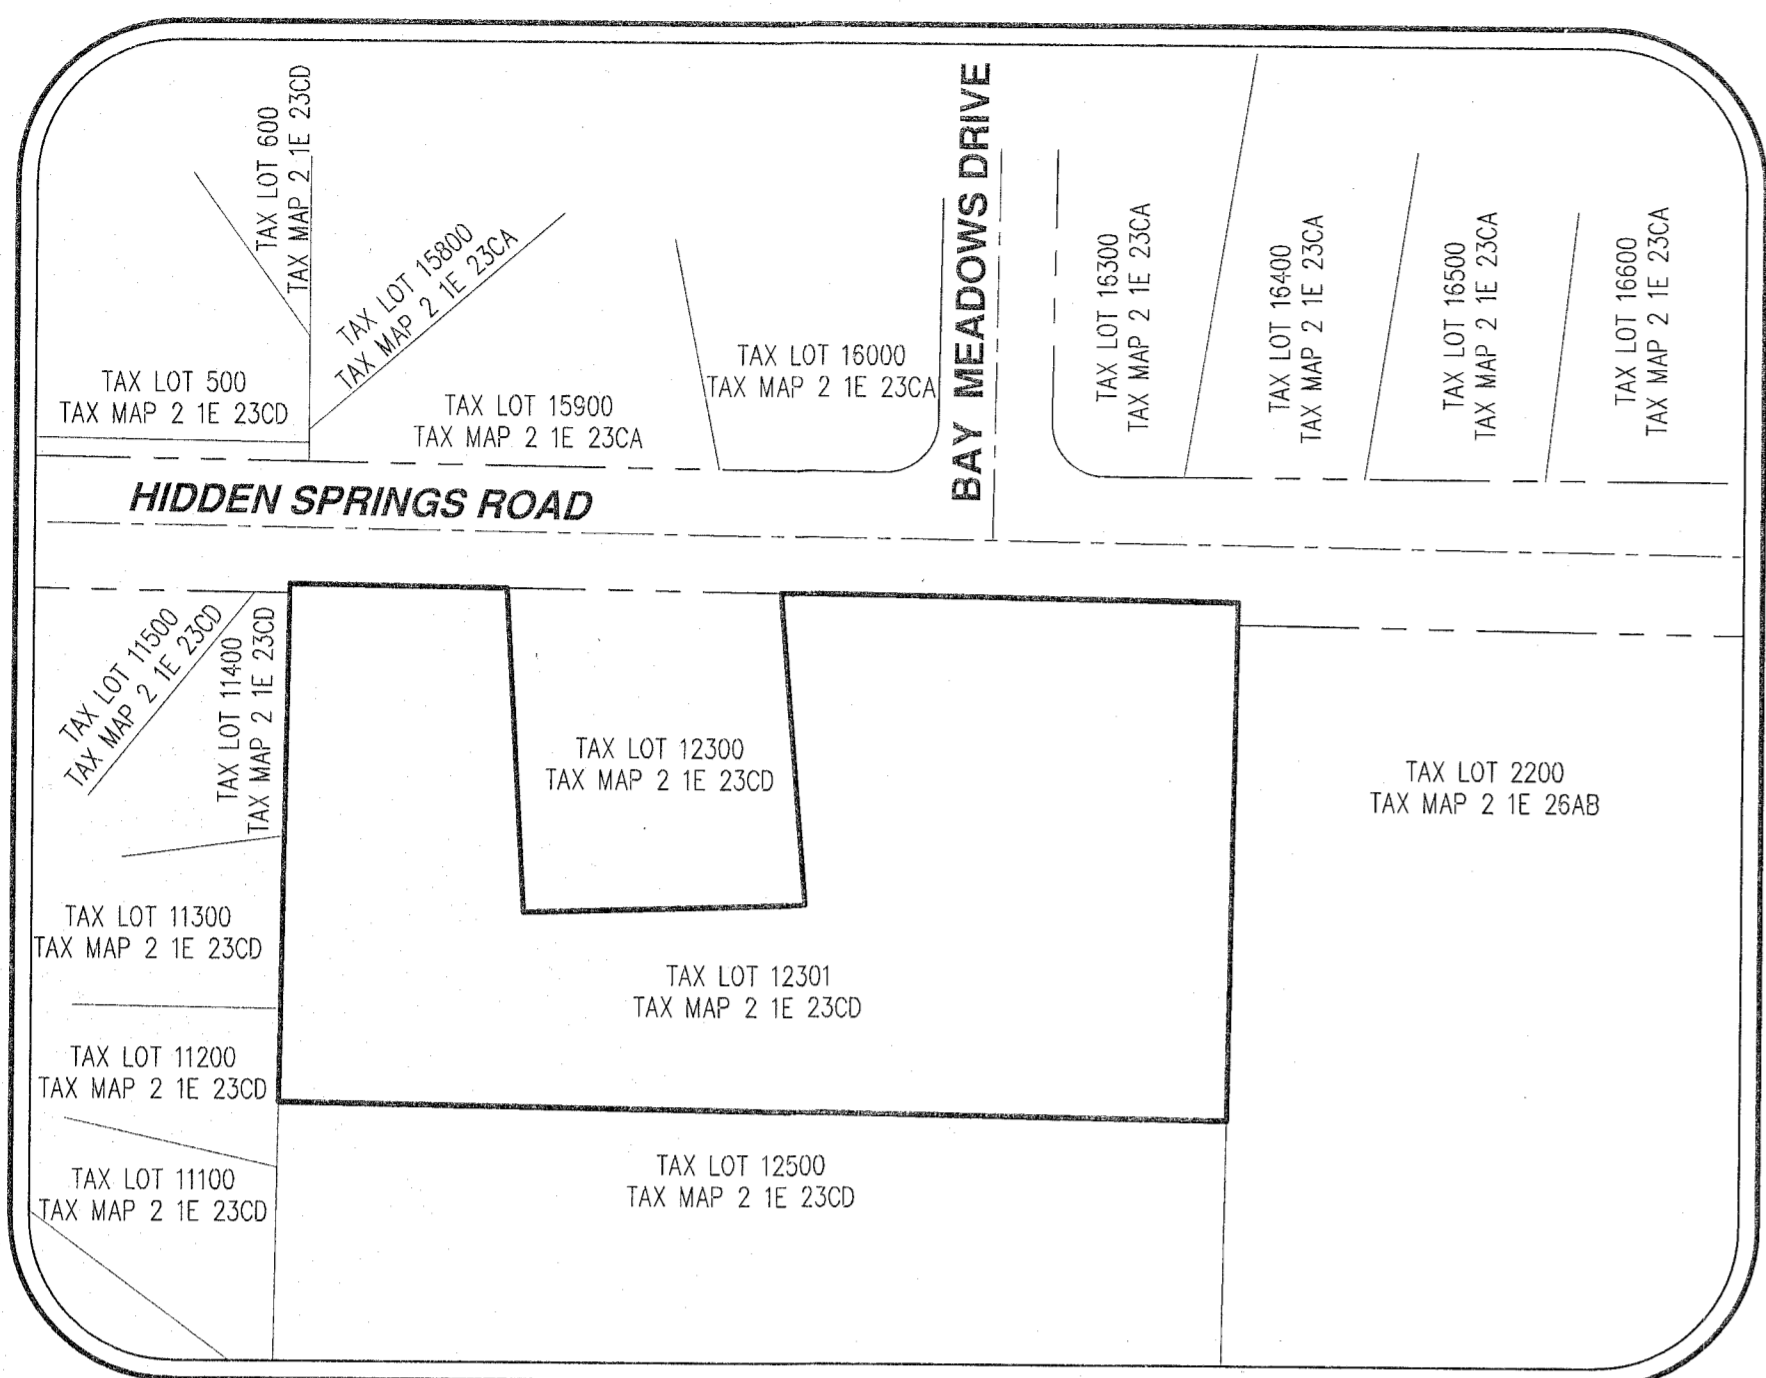 TAX LOT 600
TAX MAP 2 1E 23CD
TAX LOT 15800
TAX MAP 2 1E 23CA
TAX LOT 500
TAX MAP 2 1E 23CD
TAX LOT 15900
TAX MAP 2 1E 23CA
TAX LOT 16000
TAX MAP 2 1E 23CA
BAY MEADOWS DRIVE
TAX LOT 16300
TAX MAP 2 1E 23CA
TAX LOT 16400
TAX MAP 2 1E 23CA
TAX LOT 16500
TAX MAP 2 1E 23CA
TAX LOT 16600
TAX MAP 2 1E 23CA
HIDDEN SPRINGS ROAD
TAX LOT 11500
TAX MAP 2 1E 23CD
TAX LOT 11400
TAX MAP 2 1E 23CD
TAX LOT 12300
TAX MAP 2 1E 23CD
TAX LOT 2200
TAX MAP 2 1E 26AB
TAX LOT 11300
TAX MAP 2 1E 23CD
TAX LOT 12301
TAX MAP 2 1E 23CD
TAX LOT 11200
TAX MAP 2 1E 23CD
TAX LOT 11100
TAX MAP 2 1E 23CD
TAX LOT 12500
TAX MAP 2 1E 23CD